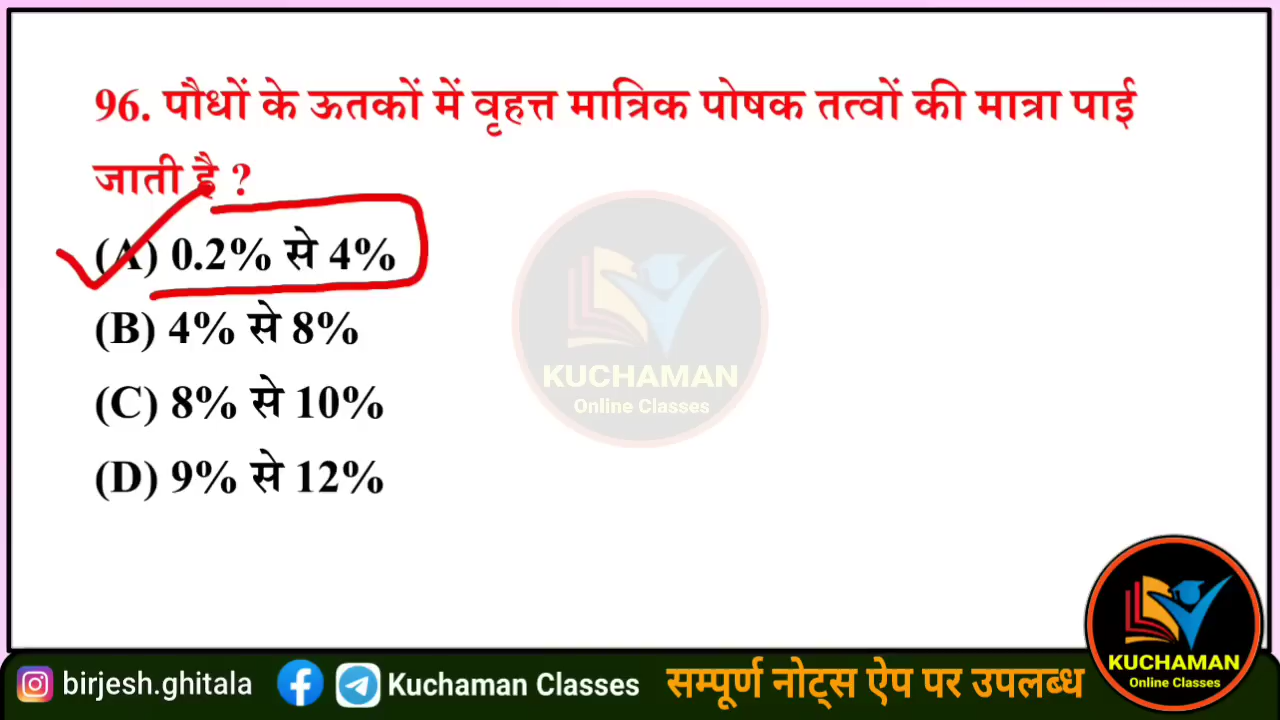 96. पौधों के ऊतकों में वृहत्त मात्रिक पोषक तत्वों की मात्रा पाई
जाती है ?
(A) 0.2% से 4%
(B) 4% से 8%
(C) 8% से 10%
(D) 9% से 12%
KUCHAMAN
Online Classes
birjesh.ghitala
Kuchaman Classes
सम्पूर्ण नोट्स ऐप पर उपलब्ध
KUCHAMAN
Online Classes